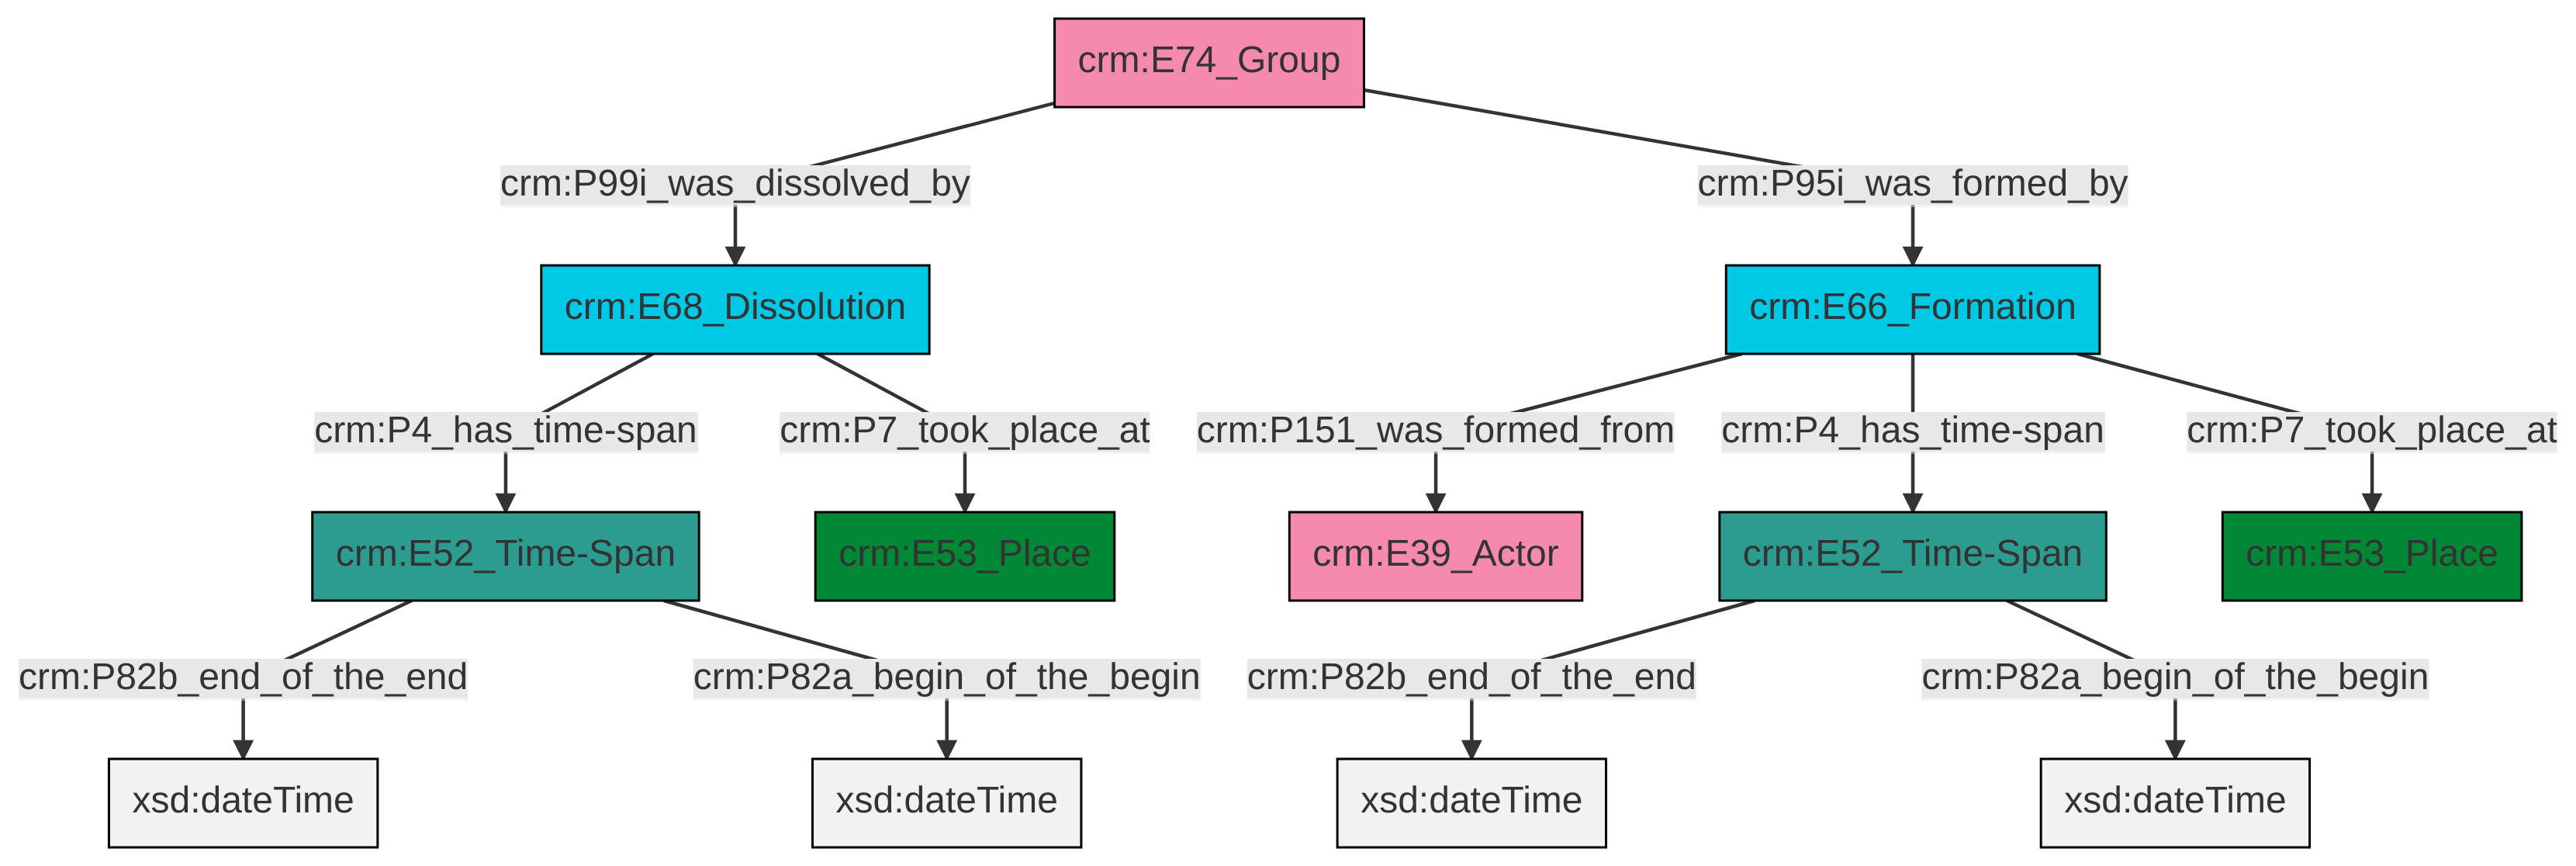 crm:E74_Group
crm:P99i_was_dissolved_by
crm:P95i_was_formed_by
crm:E68_Dissolution
crm:E66_Formation
crm:P4_has_time-span
crm:P7_took_place_at
crm:P151_was_formed_from
crm:P4_has_time-span
crm:P7_took_place_at
crm:E52_Time-Span
crm:E53_Place
crm:E39_Actor
crm:E52_Time-Span
crm:E53_Place
crm:P82b_end_of_the_end
crm:P82a_begin_of_the_begin
crm:P82b_end_of_the_end
crm:P82a_begin_of_the_begin
xsd:dateTime
xsd:dateTime
xsd:dateTime
xsd:dateTime